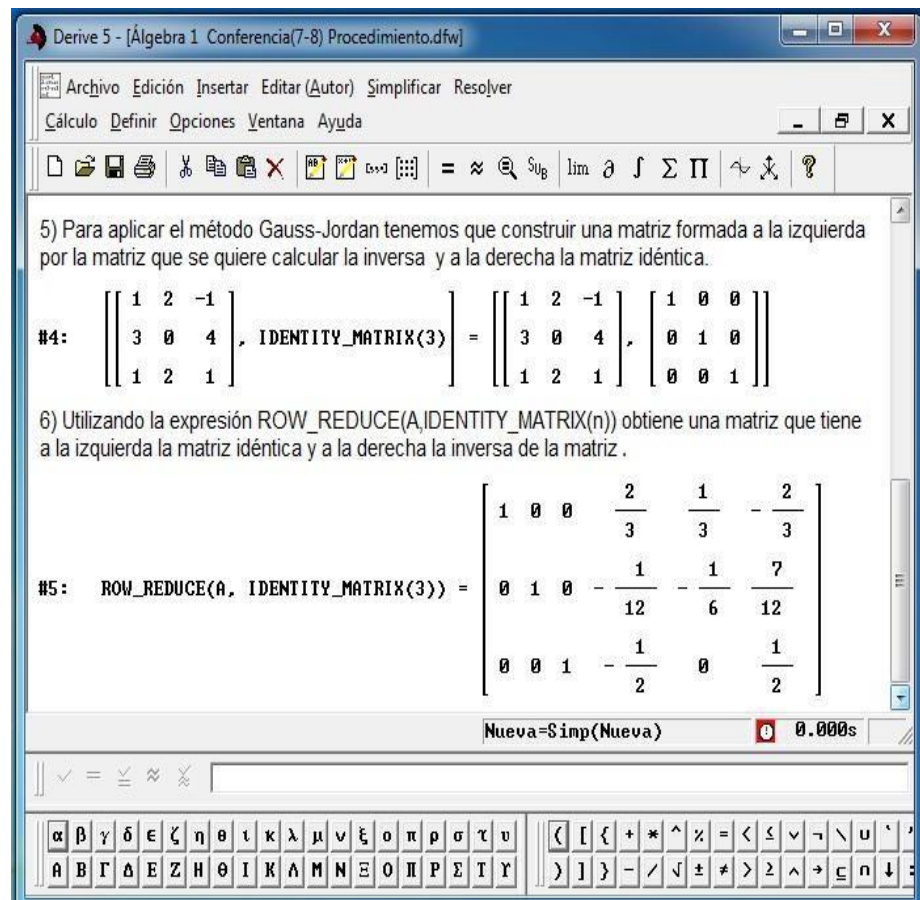 Derive 5 - [Álgebra 1 Conferencia(7-8) Procedimiento.dfw]
Archivo Edición Insertar Editar (Autor) Simplificar Resolver
Cálculo Definir Opciones Ventana Ayuda
= ≈ SUB lim ∂ ∫ Σ Π ?
5) Para aplicar el método Gauss-Jordan tenemos que construir una matriz formada a la izquierda
por la matriz que se quiere calcular la inversa y a la derecha la matriz idéntica.
#4: [[1 2 -1; 3 0 4; 1 2 1], IDENTITY_MATRIX(3)] = [[1 2 -1; 3 0 4; 1 2 1], [1 0 0; 0 1 0; 0 0 1]]
6) Utilizando la expresión ROW_REDUCE(A,IDENTITY_MATRIX(n)) obtiene una matriz que tiene
a la izquierda la matriz idéntica y a la derecha la inversa de la matriz .
#5: ROW_REDUCE(A, IDENTITY_MATRIX(3)) = [1 0 0 2/3 1/3 -2/3; 0 1 0 -1/12 -1/6 7/12; 0 0 1 -1/2 0 1/2]
Nueva=Simp(Nueva) 0.000s
α β γ δ ε ζ η θ ι κ λ μ ν ξ ο π ρ σ τ υ ( [ { + * ^ % = < ≤ ∨ ¬ \ ∪ `
Α Β Γ Δ Ε Ζ Η Θ Ι Κ Λ Μ Ν Ξ Ο Π Ρ Σ Τ Υ ) ] } - / √ ± ≠ > ≥ ∧ → ⊆ ∩ ↓